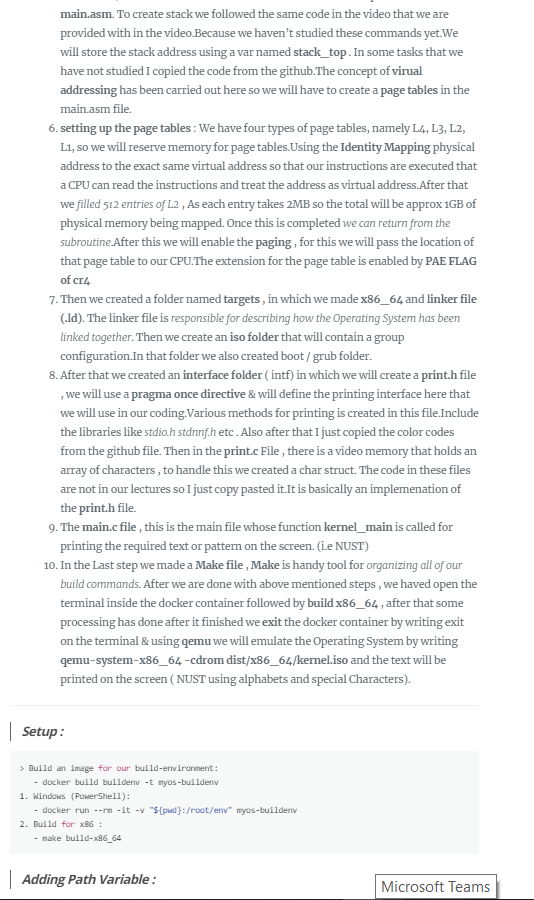 main.asm. To create stack we followed the same code in the video that we are
provided with in the video.Because we haven't studied these commands yet.We
will store the stack address using a var named stack_top . In some tasks that we
have not studied I copied the code from the github.The concept of virual
addressing has been carried out here so we will have to create a page tables in the
main.asm file.
6. setting up the page tables : We have four types of page tables, namely L4, L3, L2,
L1, so we will reserve memory for page tables.Using the Identity Mapping physical
address to the exact same virtual address so that our instructions are executed that
a CPU can read the instructions and treat the address as virtual address.After that
we filled 512 entries of L2 , As each entry takes 2MB so the total will be approx 1GB of
physical memory being mapped. Once this is completed we can return from the
subroutine.After this we will enable the paging , for this we will pass the location of
that page table to our CPU.The extension for the page table is enabled by PAE FLAG
of cr4
7. Then we created a folder named targets , in which we made x86_64 and linker file
(.ld). The linker file is responsible for describing how the Operating System has been
linked together. Then we create an iso folder that will contain a group
configuration.In that folder we also created boot / grub folder.
8. After that we created an interface folder ( intf) in which we will create a print.h file
, we will use a pragma once directive & will define the printing interface here that
we will use in our coding.Various methods for printing is created in this file.Include
the libraries like stdio.h stdnnf.h etc . Also after that I just copied the color codes
from the github file. Then in the print.c File , there is a video memory that holds an
array of characters , to handle this we created a char struct. The code in these files
are not in our lectures so I just copy pasted it.It is basically an implemenation of
the print.h file.
9. The main.c file , this is the main file whose function kernel_main is called for
printing the required text or pattern on the screen. (i.e NUST)
10. In the Last step we made a Make file , Make is handy tool for organizing all of our
build commands. After we are done with above mentioned steps , we haved open the
terminal inside the docker container followed by build x86_64 , after that some
processing has done after it finished we exit the docker container by writing exit
on the terminal & using qemu we will emulate the Operating System by writing
qemu-system-x86_64 -cdrom dist/x86_64/kernel.iso and the text will be
printed on the screen ( NUST using alphabets and special Characters).
Setup :
> Build an image for our build-environment:
- docker build buildenv -t myos-buildenv
1. Windows (PowerShell):
- docker run --rm -it -v "${pwd}:/root/env" myos-buildenv
2. Build for x86 :
- make build-x86_64
Adding Path Variable :
Microsoft Teams